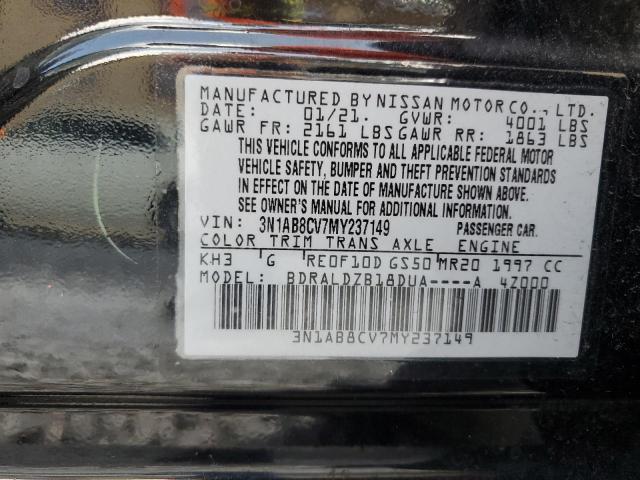 MANUFACTURED BY NISSAN MOTOR CO., LTD.
DATE: 01/21. GVWR: 4001 LBS
GAWR FR: 2161 LBS GAWR RR: 1863 LBS
THIS VEHICLE CONFORMS TO ALL APPLICABLE FEDERAL MOTOR
VEHICLE SAFETY, BUMPER AND THEFT PREVENTION STANDARDS
IN EFFECT ON THE DATE OF MANUFACTURE SHOWN ABOVE.
SEE OWNER'S MANUAL FOR ADDITIONAL INFORMATION.
VIN: 3N1AB8CV7MY237149 PASSENGER CAR.
COLOR TRIM TRANS AXLE ENGINE
KH3 G RE0F10D GS50 MR20 1997 CC
MODEL: BDRALDZB18DUA----A 4Z000
3N1AB8CV7MY237149